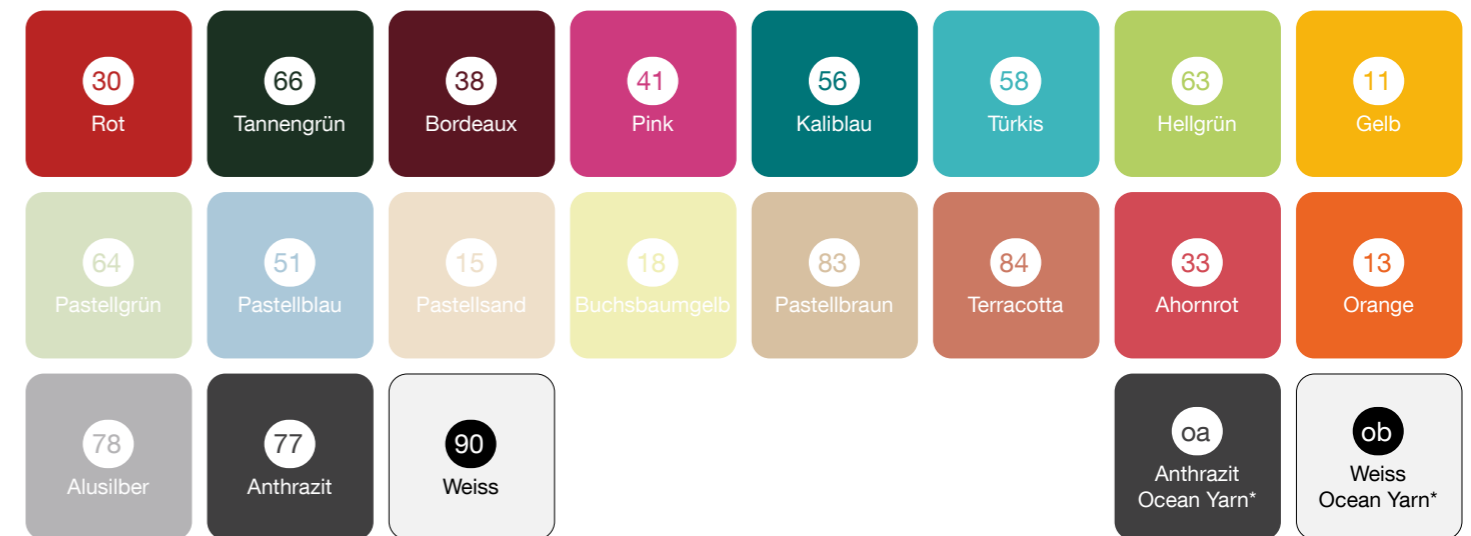 30
Rot
66
Tannengrün
38
Bordeaux
41
Pink
56
Kaliblau
58
Türkis
63
Hellgrün
11
Gelb
64
Pastellgrün
51
Pastellblau
15
Pastellsand
18
Buchsbaumgelb
83
Pastellbraun
84
Terracotta
33
Ahornrot
13
Orange
78
Alusilber
77
Anthrazit
90
Weiss
oa
Anthrazit
Ocean Yarn*
ob
Weiss
Ocean Yarn*